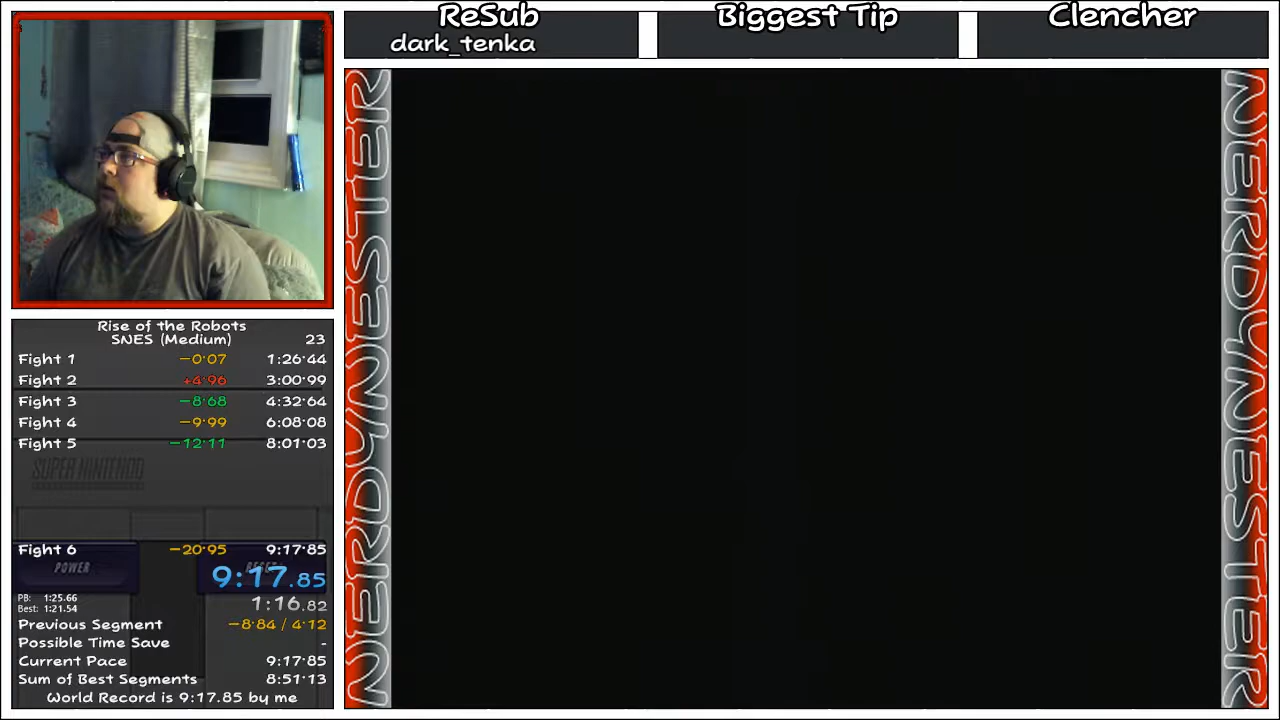 ReSub
dark_tenka
Biggest Tip
Clencher
NERDYNESTER
NERDYNESTER
Rise of the Robots
SNES (Medium) 23
Fight 1 -0.07 1:26.44
Fight 2 +4.96 3:00.99
Fight 3 -8.68 4:32.64
Fight 4 -9.99 6:08.08
Fight 5 -12.11 8:01.03
SUPER NINTENDO
Fight 6 -20.95 9:17.85
POWER
RESET
9:17.85
PB: 1:25.66
Best: 1:21.54
1:16.82
Previous Segment -8.84 / 4.12
Possible Time Save -
Current Pace 9:17.85
Sum of Best Segments 8:51.13
World Record is 9:17.85 by me